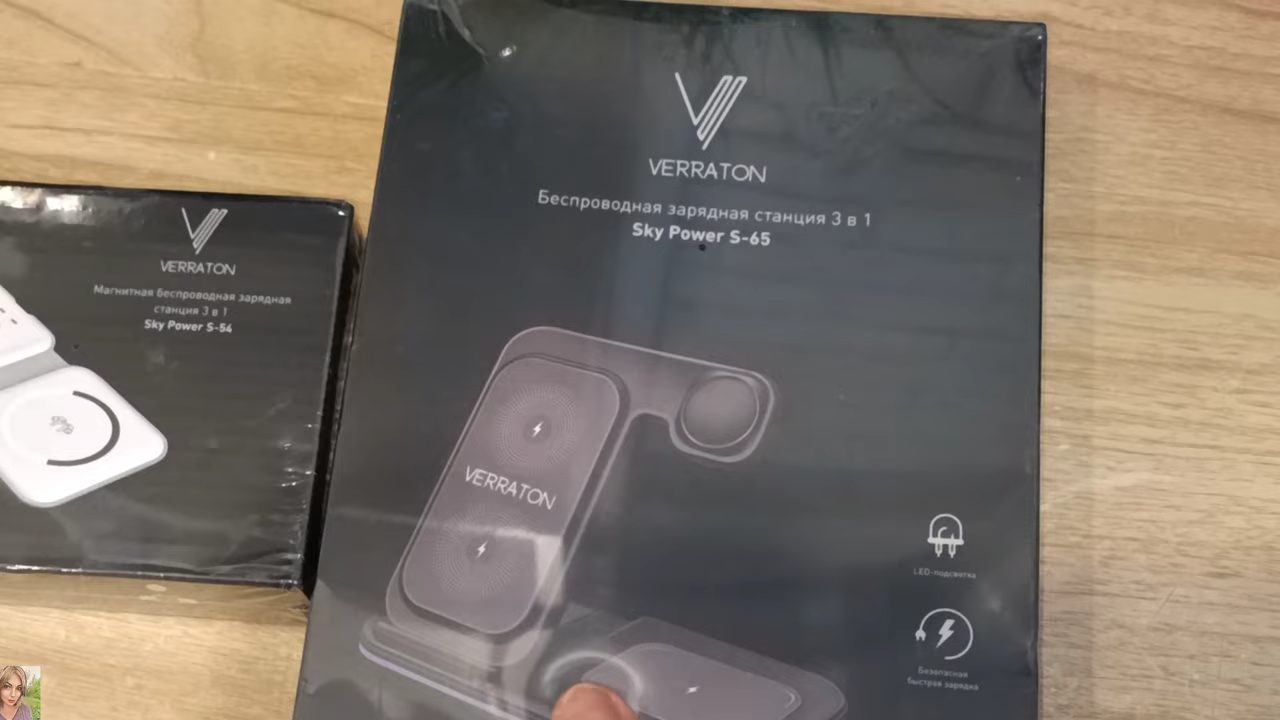 VERRATON
Магнитная беспроводная зарядная
станция 3 в 1
Sky Power S-54
VERRATON
Беспроводная зарядная станция 3 в 1
Sky Power S-65
VERRATON
LED-подсветка
Безопасная
быстрая зарядка